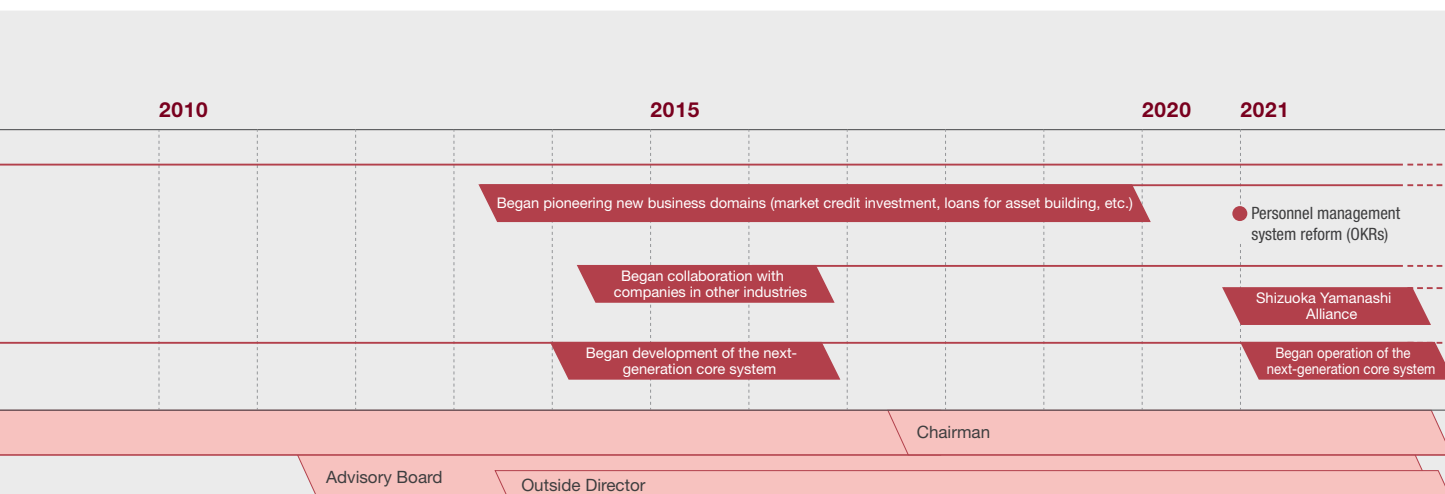 2010
2015
2020
2021
Began pioneering new business domains (market credit investment, loans for asset building, etc.)
Personnel management
system reform (OKRs)
Began collaboration with
companies in other industries
Shizuoka Yamanashi
Alliance
Began development of the next-
generation core system
Began operation of the
next-generation core system
Chairman
Advisory Board
Outside Director